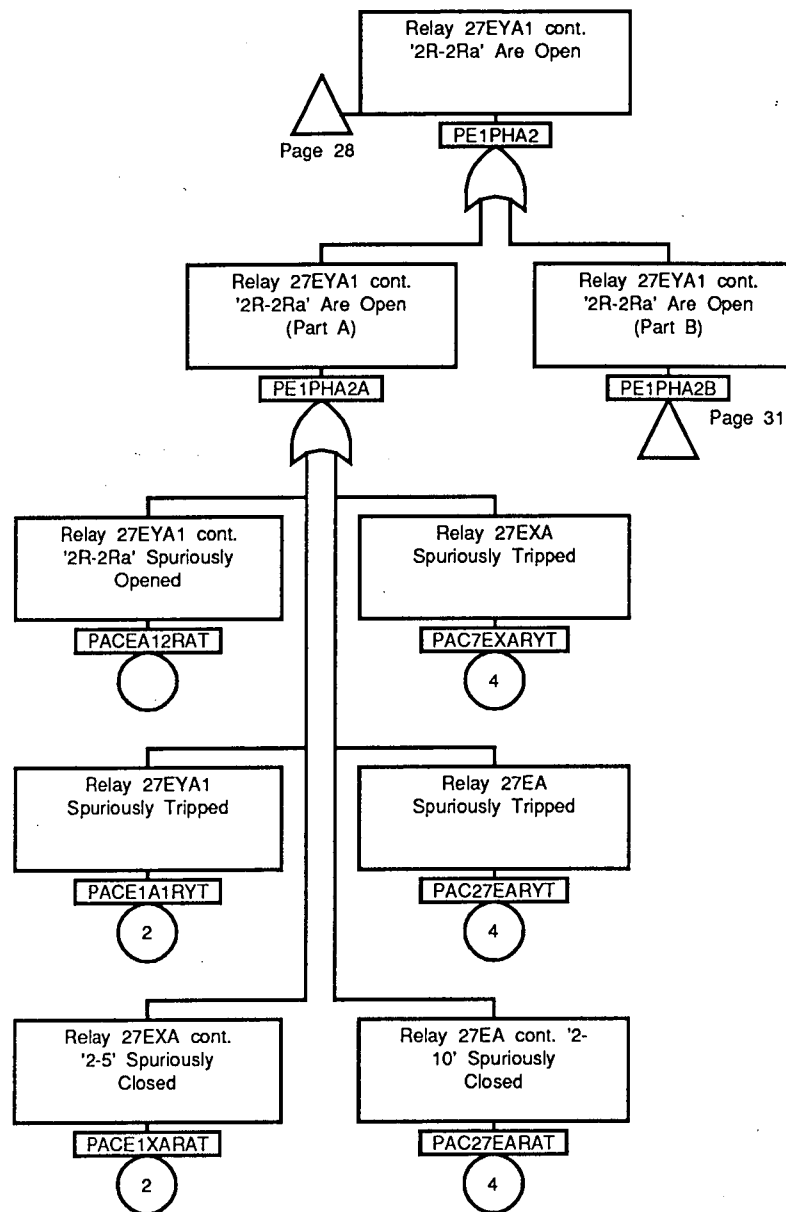 Relay 27EYA1 cont.
'2R-2Ra' Are Open
Page 28
PE1PHA2
Relay 27EYA1 cont.
'2R-2Ra' Are Open
(Part A)
PE1PHA2A
Relay 27EYA1 cont.
'2R-2Ra' Are Open
(Part B)
PE1PHA2B
Page 31
Relay 27EYA1 cont.
'2R-2Ra' Spuriously
Opened
PACEA12RAT
Relay 27EXA
Spuriously Tripped
PAC7EXARYT
4
Relay 27EYA1
Spuriously Tripped
PACE1A1RYT
2
Relay 27EA
Spuriously Tripped
PAC27EARYT
4
Relay 27EXA cont.
'2-5' Spuriously
Closed
PACE1XARAT
2
Relay 27EA cont. '2-
10' Spuriously
Closed
PAC27EARAT
4